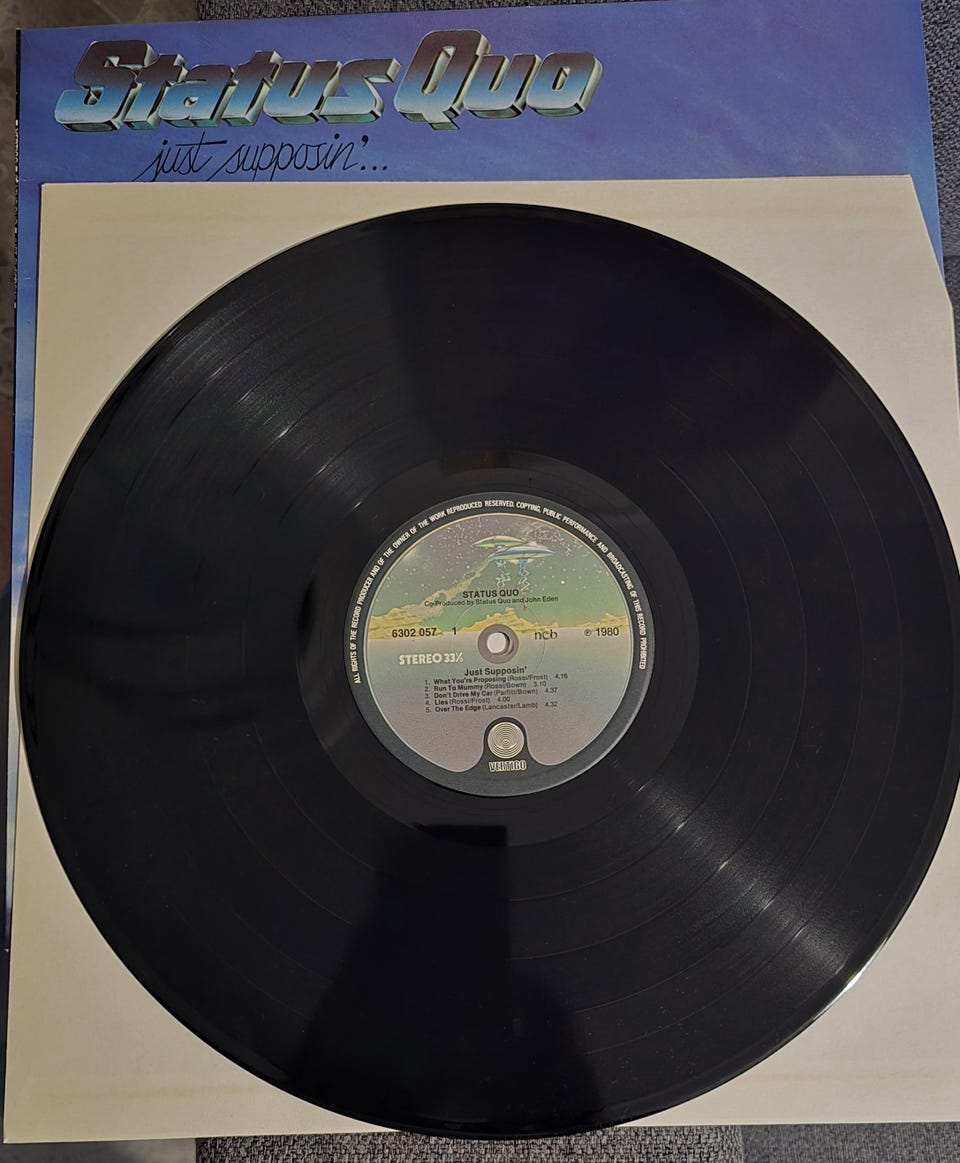 Status Quo
just supposin'...
ALL RIGHTS OF THE RECORD PRODUCER AND OF THE OWNER OF THE WORK REPRODUCED RESERVED. COPYING, PUBLIC PERFORMANCE AND BROADCASTING OF THIS RECORD PROHIBITED
STATUS QUO
Co-Produced by Status Quo and John Eden
6302 057 1 ncb ℗ 1980
STEREO 33⅓
Just Supposin'
1. What You're Proposing (Rossi/Frost) 4.16
2. Run To Mummy (Rossi/Bown) 3.10
3. Don't Drive My Car (Parfitt/Bown) 4.37
4. Lies (Rossi/Frost) 4.00
5. Over The Edge (Lancaster/Lamb) 4.32
VERTIGO